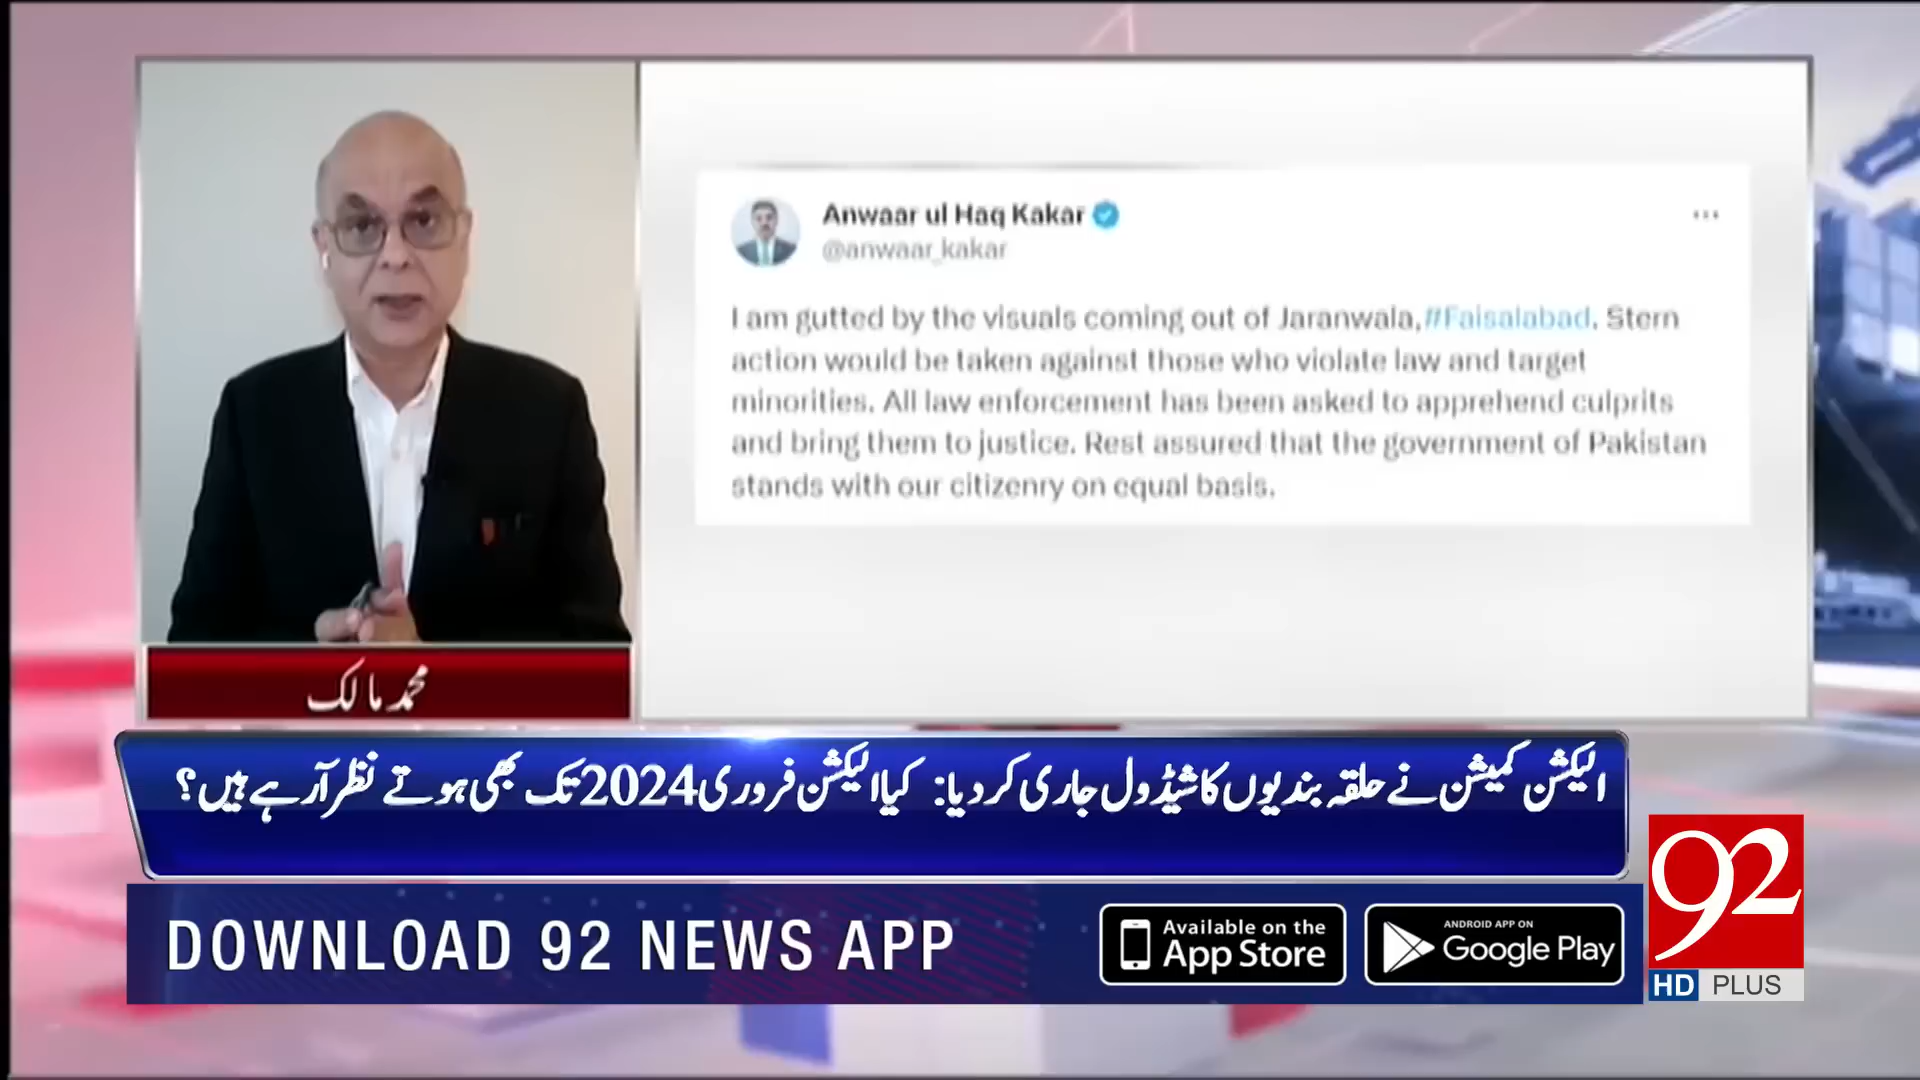 Anwaar ul Haq Kakar
@anwaar_kakar
I am gutted by the visuals coming out of Jaranwala,#Faisalabad. Stern
action would be taken against those who violate law and target
minorities. All law enforcement has been asked to apprehend culprits
and bring them to justice. Rest assured that the government of Pakistan
stands with our citizenry on equal basis.
محمد مالک
الیکشن کمیشن نے حلقہ بندیوں کا شیڈول جاری کر دیا: کیا الیکشن فروری 2024 تک بھی ہوتے نظر آرہے ہیں؟
DOWNLOAD 92 NEWS APP
Available on the
App Store
ANDROID APP ON
Google Play
92
HD PLUS